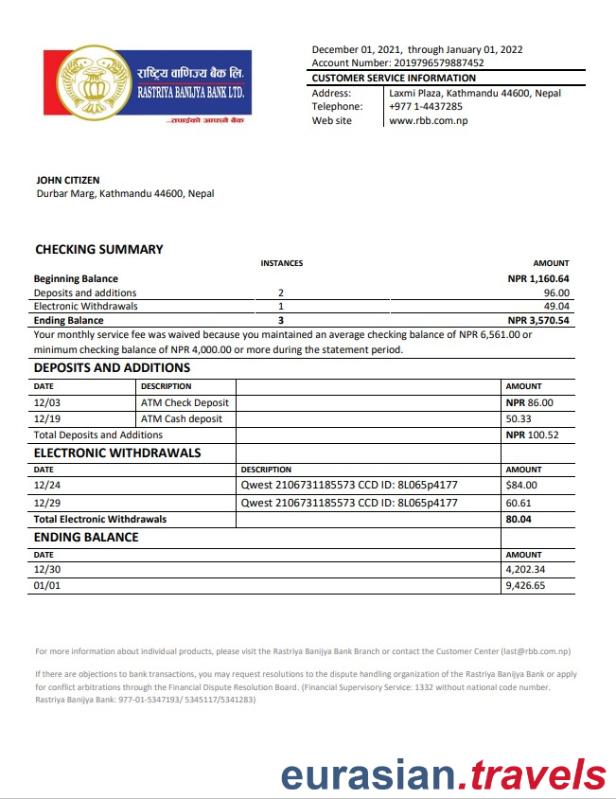 राष्ट्रिय वाणिज्य बैंक लि.
RASTRIYA BANIJYA BANK LTD.
...तपाईंको आफ्नै बैंक
December 01, 2021, through January 01, 2022
Account Number: 2019796579887452
CUSTOMER SERVICE INFORMATION
Address: Laxmi Plaza, Kathmandu 44600, Nepal
Telephone: +977 1-4437285
Web site www.rbb.com.np
JOHN CITIZEN
Durbar Marg, Kathmandu 44600, Nepal
CHECKING SUMMARY
INSTANCES AMOUNT
Beginning Balance NPR 1,160.64
Deposits and additions 2 96.00
Electronic Withdrawals 1 49.04
Ending Balance 3 NPR 3,570.54
Your monthly service fee was waived because you maintained an average checking balance of NPR 6,561.00 or
minimum checking balance of NPR 4,000.00 or more during the statement period.
DEPOSITS AND ADDITIONS
DATE DESCRIPTION AMOUNT
12/03 ATM Check Deposit NPR 86.00
12/19 ATM Cash deposit 50.33
Total Deposits and Additions NPR 100.52
ELECTRONIC WITHDRAWALS
DATE DESCRIPTION AMOUNT
12/24 Qwest 2106731185573 CCD ID: 8L065p4177 $84.00
12/29 Qwest 2106731185573 CCD ID: 8L065p4177 60.61
Total Electronic Withdrawals 80.04
ENDING BALANCE
DATE AMOUNT
12/30 4,202.34
01/01 9,426.65
For more information about individual products, please visit the Rastriya Banijya Bank Branch or contact the Customer Center (last@rbb.com.np)
If there are objections to bank transactions, you may request resolutions to the dispute handling organization of the Rastriya Banijya Bank or apply
for conflict arbitrations through the Financial Dispute Resolution Board. (Financial Supervisory Service: 1332 without national code number.
Rastriya Banijya Bank: 977-01-5347193/ 5345117/5341283)
eurasian.travels